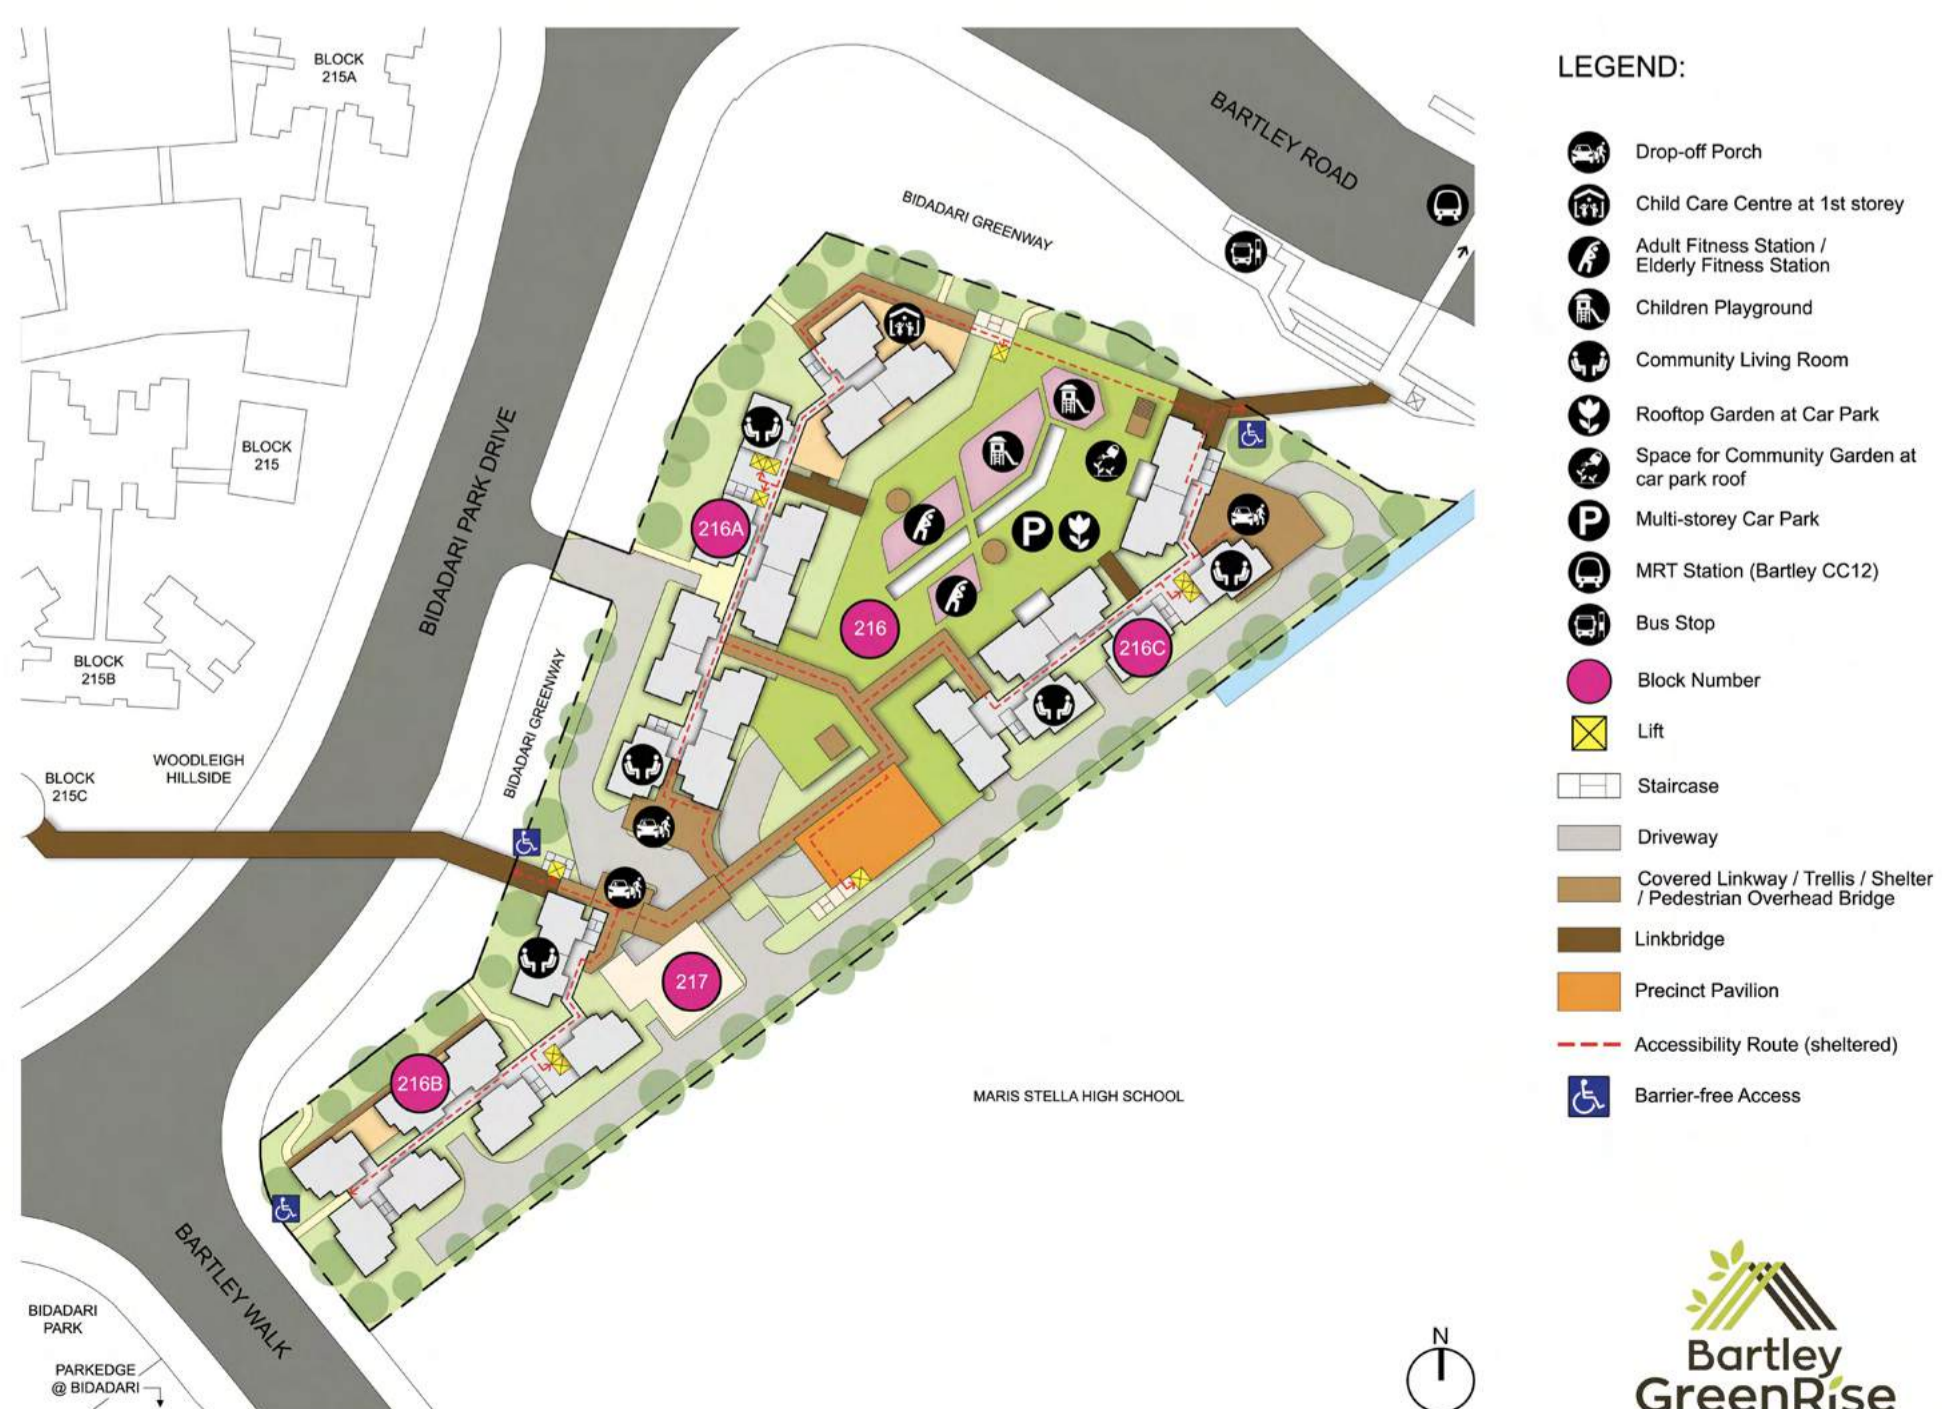 BLOCK
215A
BLOCK
215
BLOCK
215B
BLOCK
215C
WOODLEIGH
HILLSIDE
BIDADARI PARK DRIVE
BIDADARI GREENWAY
BARTLEY ROAD
BIDADARI GREENWAY
216A
216
216C
217
216B
MARIS STELLA HIGH SCHOOL
BARTLEY WALK
BIDADARI
PARK
PARKEDGE
@ BIDADARI
P
N
LEGEND:
Drop-off Porch
Child Care Centre at 1st storey
Adult Fitness Station /
Elderly Fitness Station
Children Playground
Community Living Room
Rooftop Garden at Car Park
Space for Community Garden at
car park roof
P
Multi-storey Car Park
MRT Station (Bartley CC12)
Bus Stop
Block Number
Lift
Staircase
Driveway
Covered Linkway / Trellis / Shelter
/ Pedestrian Overhead Bridge
Linkbridge
Precinct Pavilion
Accessibility Route (sheltered)
Barrier-free Access
Bartley
GreenRise